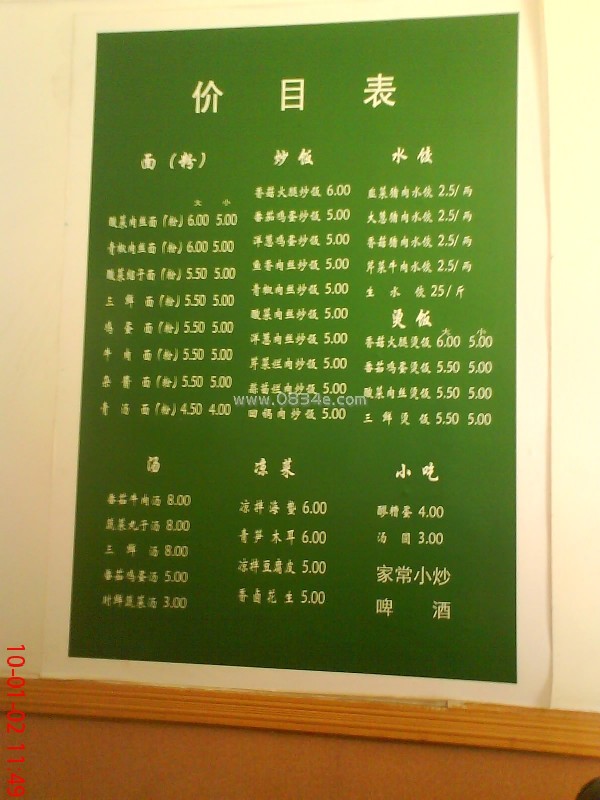 价 目 表
面（粉）
大 小
酸菜肉丝面（粉）6.00 5.00
青椒肉丝面（粉）6.00 5.00
酸菜绍子面（粉）5.50 5.00
三 鲜 面（粉）5.50 5.00
鸡 蛋 面（粉）5.50 5.00
牛 肉 面（粉）5.50 5.00
杂 酱 面（粉）5.50 5.00
青 汤 面（粉）4.50 4.00
炒 饭
香菇火腿炒饭 6.00
番茄鸡蛋炒饭 5.00
洋葱鸡蛋炒饭 5.00
鱼香肉丝炒饭 5.00
青椒肉丝炒饭 5.00
酸菜肉丝炒饭 5.00
洋葱肉丝炒饭 5.00
芹菜烂肉炒饭 5.00
蒜苗烂肉炒饭 5.00
回锅肉炒饭 5.00
水 饺
韭菜猪肉水饺 2.5/两
大葱猪肉水饺 2.5/两
香菇猪肉水饺 2.5/两
芹菜牛肉水饺 2.5/两
生 水 饺 25/斤
烫 饭
大 小
香菇火腿烫饭 6.00 5.00
番茄鸡蛋烫饭 5.50 5.00
酸菜肉丝烫饭 5.50 5.00
三 鲜 烫 饭 5.50 5.00
www.0834e.com
汤
番茄牛肉汤 8.00
蔬菜丸子汤 8.00
三 鲜 汤 8.00
番茄鸡蛋汤 5.00
时鲜蔬菜汤 3.00
凉 菜
凉拌海蜇 6.00
青笋木耳 6.00
凉拌豆腐皮 5.00
香卤花生 5.00
小 吃
醪糟蛋 4.00
汤 圆 3.00
家常小炒
啤 酒
10-01-02 11:49